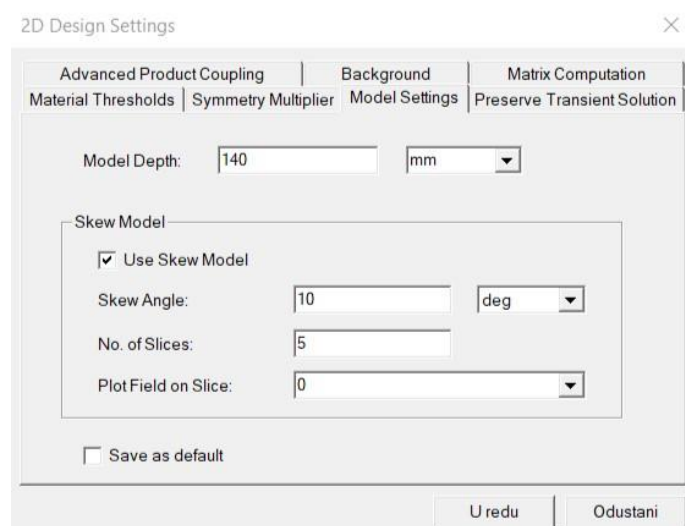 2D Design Settings
Advanced Product Coupling Background Matrix Computation
Material Thresholds Symmetry Multiplier Model Settings Preserve Transient Solution
Model Depth: 140 mm
Skew Model
Use Skew Model
Skew Angle: 10 deg
No. of Slices: 5
Plot Field on Slice: 0
Save as default
U redu Odustani